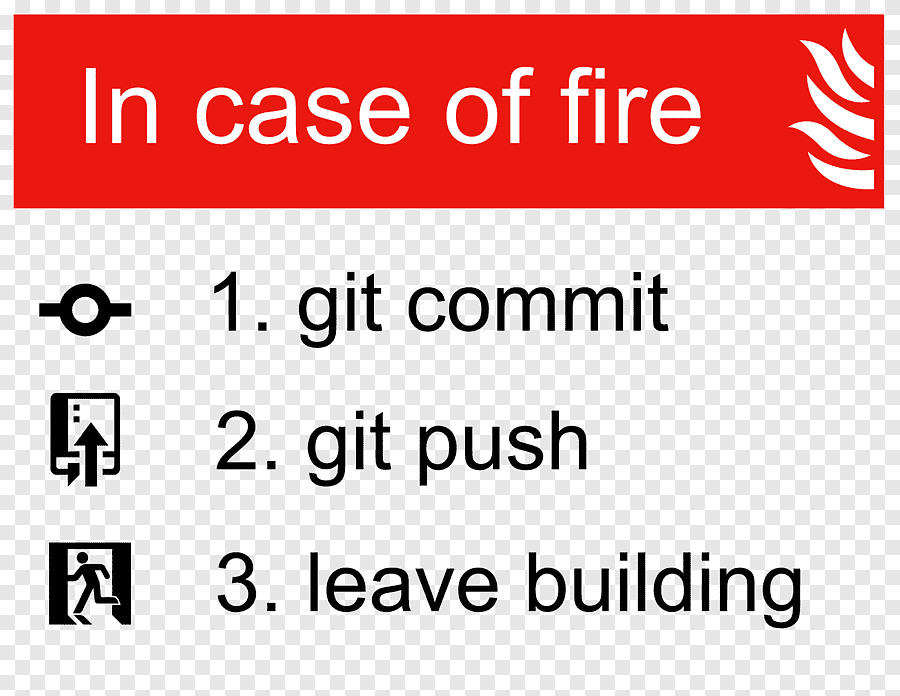 In case of fire
1. git commit
2. git push
3. leave building